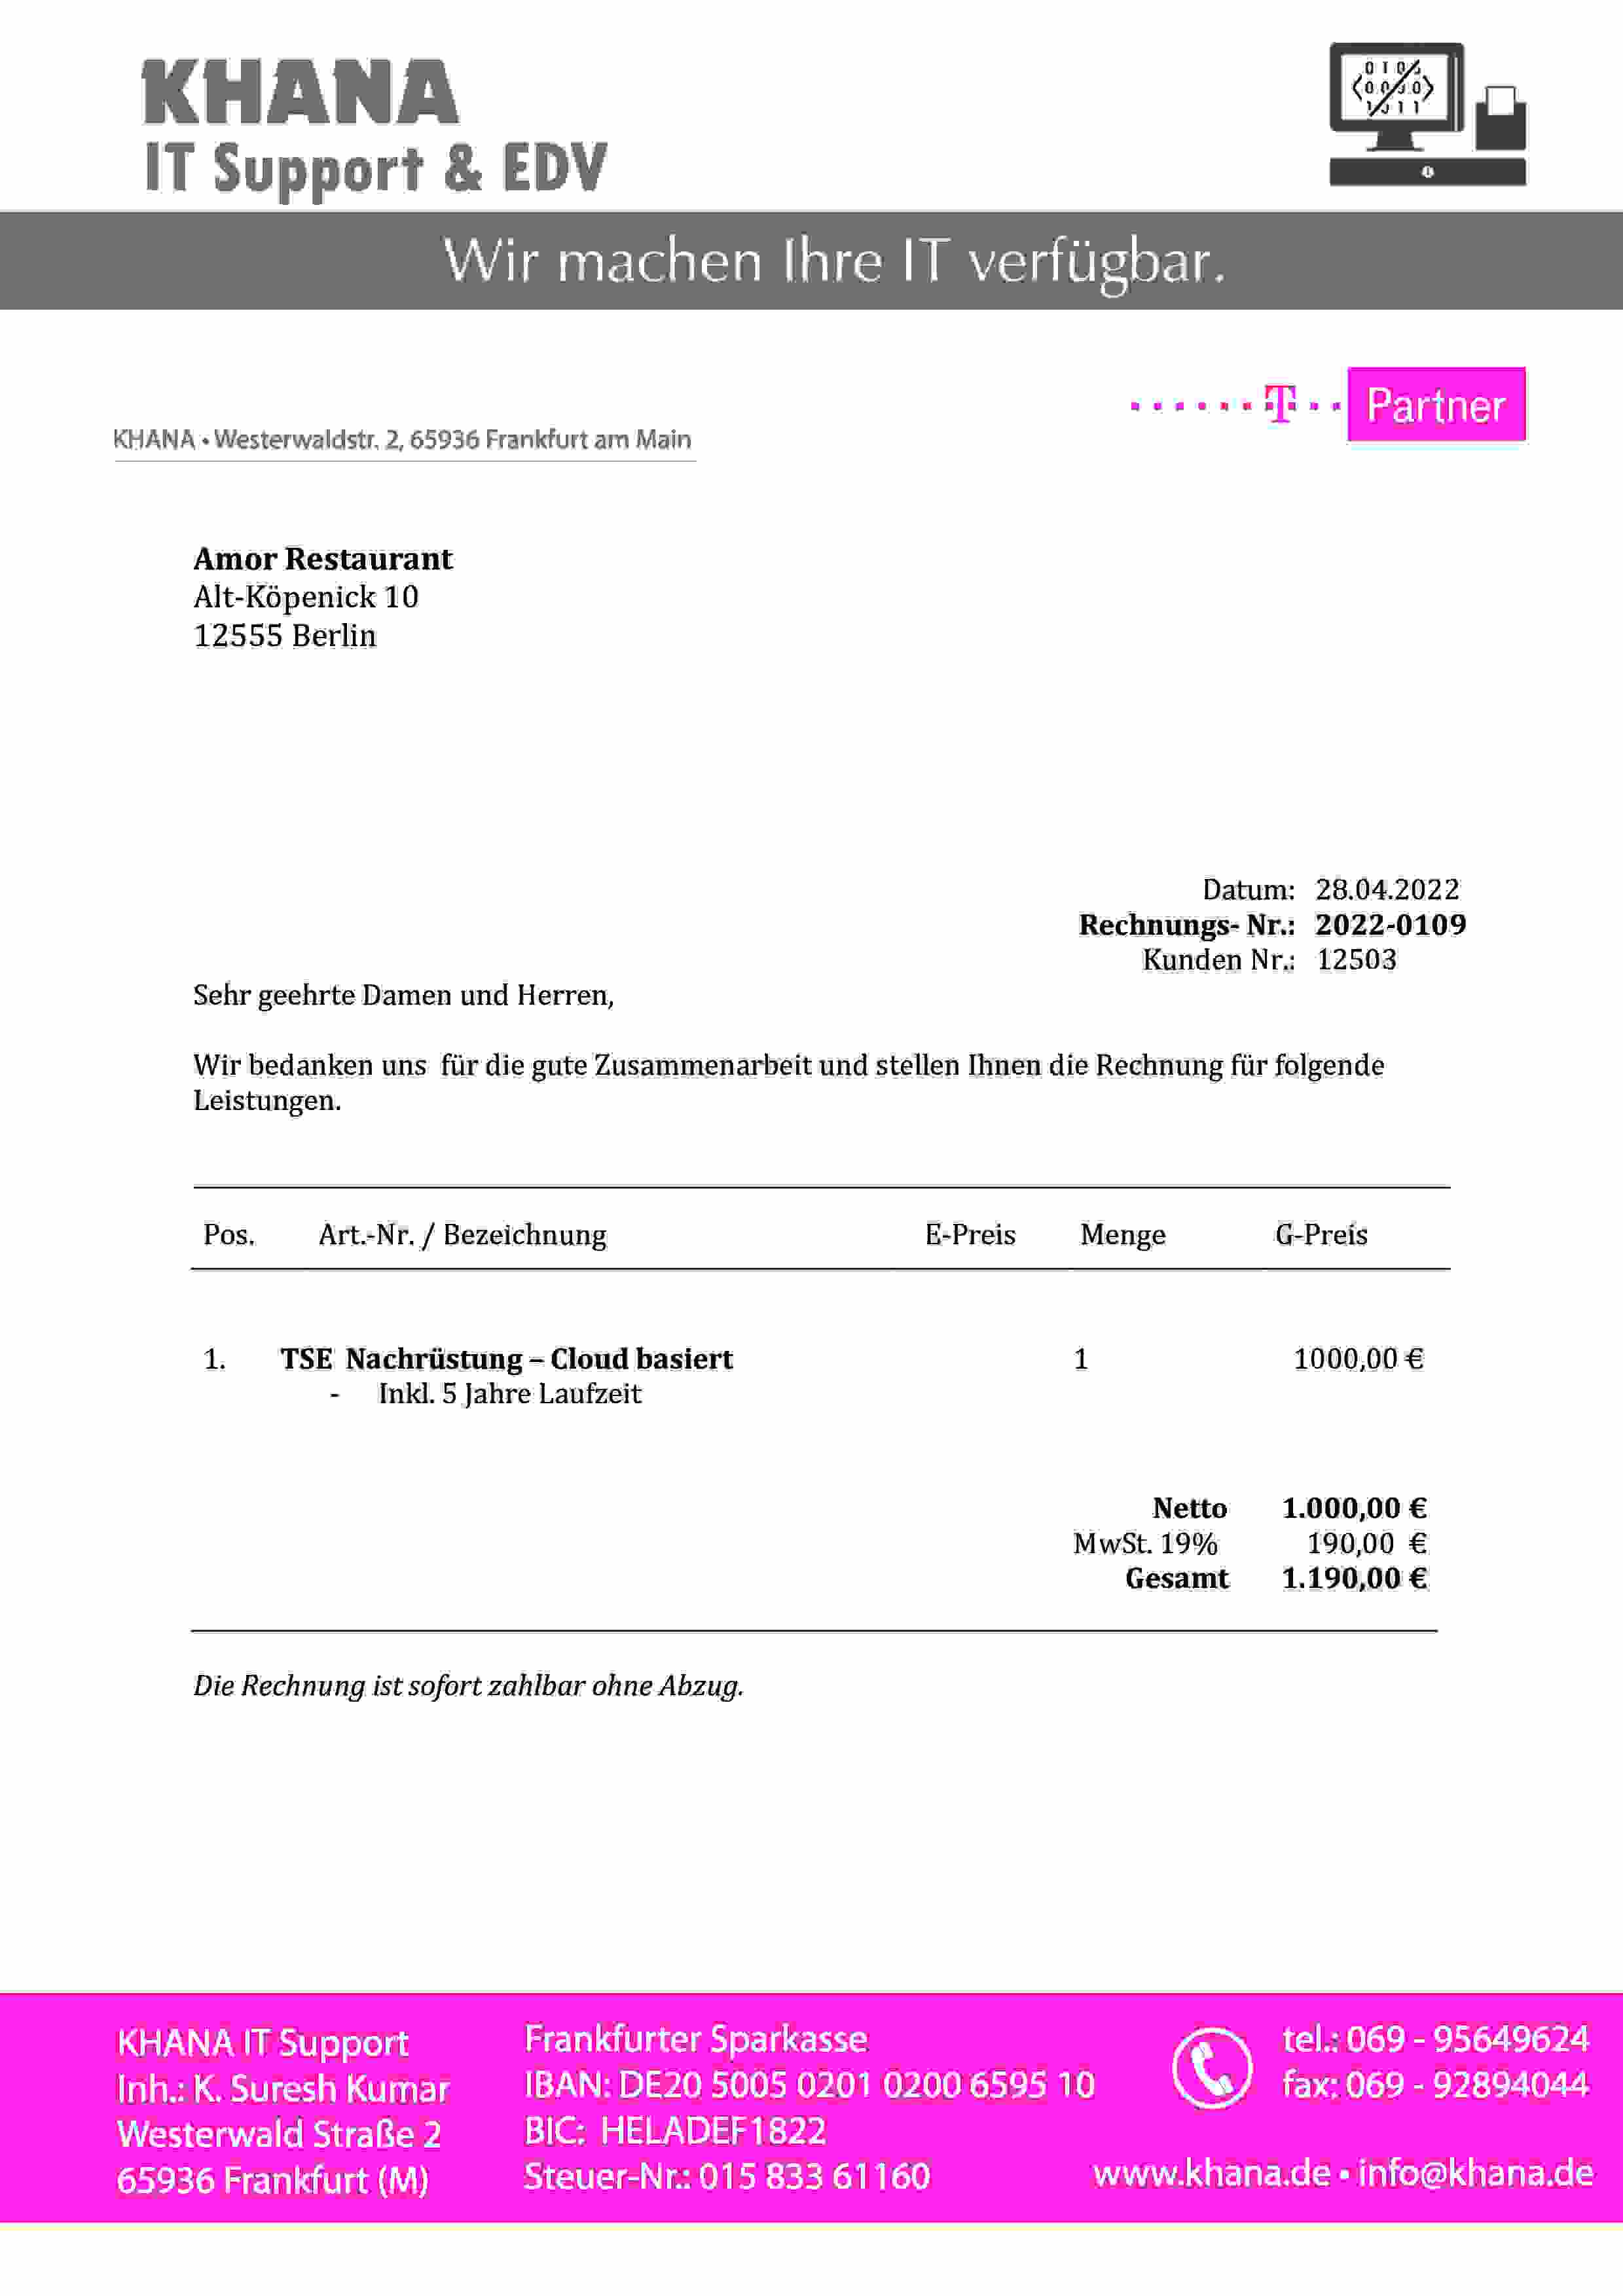 KHANA
IT Support & EDV
Wir machen Ihre IT verfügbar.
T Partner
KHANA • Westerwaldstr. 2, 65936 Frankfurt am Main
Amor Restaurant
Alt-Köpenick 10
12555 Berlin
Datum: 28.04.2022
Rechnungs- Nr.: 2022-0109
Kunden Nr.: 12503
Sehr geehrte Damen und Herren,
Wir bedanken uns für die gute Zusammenarbeit und stellen Ihnen die Rechnung für folgende
Leistungen.
Pos. Art.-Nr. / Bezeichnung E-Preis Menge G-Preis
1. TSE Nachrüstung – Cloud basiert 1 1000,00 €
- Inkl. 5 Jahre Laufzeit
Netto 1.000,00 €
MwSt. 19% 190,00 €
Gesamt 1.190,00 €
Die Rechnung ist sofort zahlbar ohne Abzug.
KHANA IT Support
Inh.: K. Suresh Kumar
Westerwald Straße 2
65936 Frankfurt (M)
Frankfurter Sparkasse
IBAN: DE20 5005 0201 0200 6595 10
BIC: HELADEF1822
Steuer-Nr.: 015 833 61160
tel.: 069 - 95649624
fax: 069 - 92894044
www.khana.de • info@khana.de